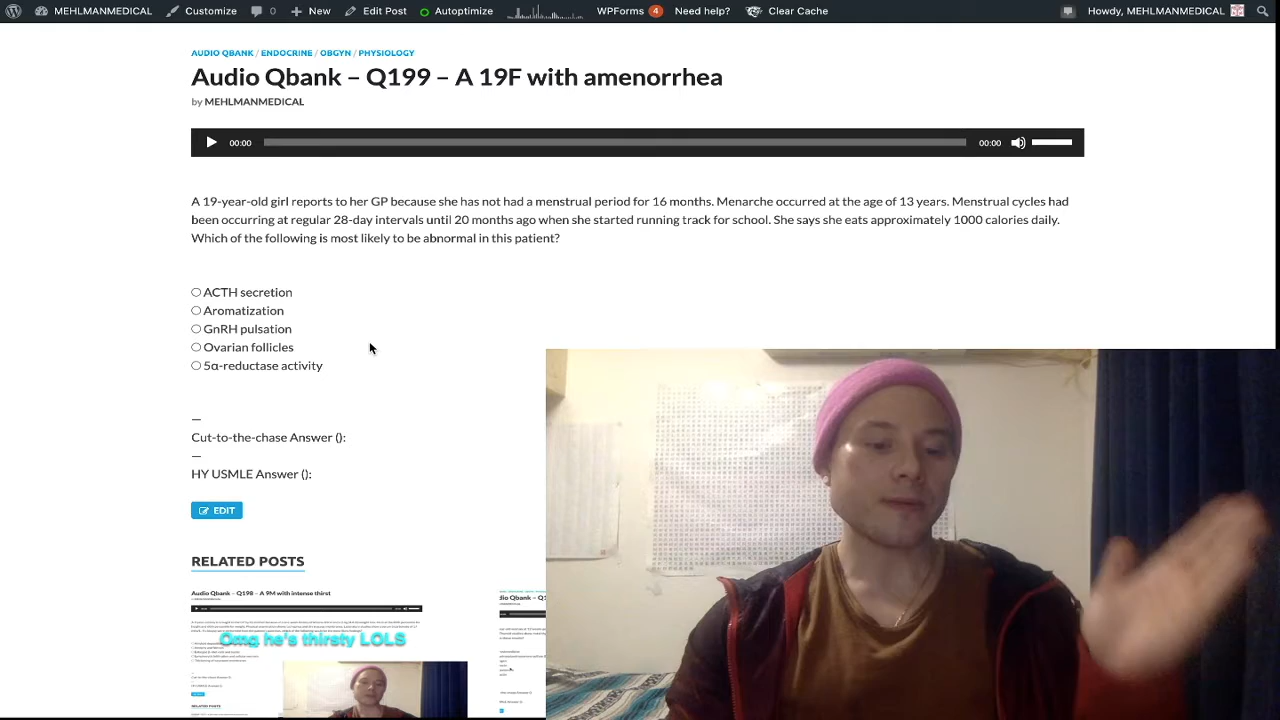 MEHLMANMEDICAL Customize 0 New Edit Post Autoptimize WPForms 4 Need help? Clear Cache Howdy, MEHLMANMEDICAL
AUDIO QBANK / ENDOCRINE / OBGYN / PHYSIOLOGY
Audio Qbank – Q199 – A 19F with amenorrhea
by MEHLMANMEDICAL
00:00 00:00
A 19-year-old girl reports to her GP because she has not had a menstrual period for 16 months. Menarche occurred at the age of 13 years. Menstrual cycles had
been occurring at regular 28-day intervals until 20 months ago when she started running track for school. She says she eats approximately 1000 calories daily.
Which of the following is most likely to be abnormal in this patient?
ACTH secretion
Aromatization
GnRH pulsation
Ovarian follicles
5α-reductase activity
—
Cut-to-the-chase Answer ():
—
HY USMLE Answer ():
EDIT
RELATED POSTS
Audio Qbank – Q198 – A 9M with intense thirst
Omg he's thirsty LOLS